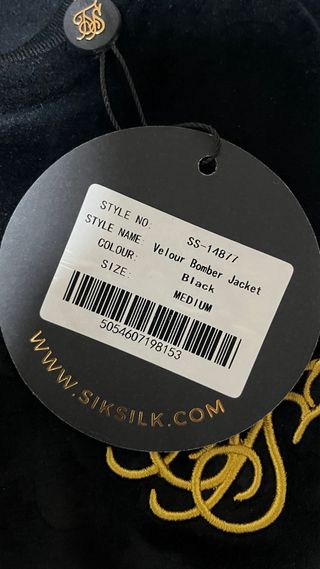 STYLE NO: SS-14877
STYLE NAME: Velour Bomber Jacket
COLOUR: Black
SIZE: MEDIUM
5054607198153
WWW.SIKSILK.COM